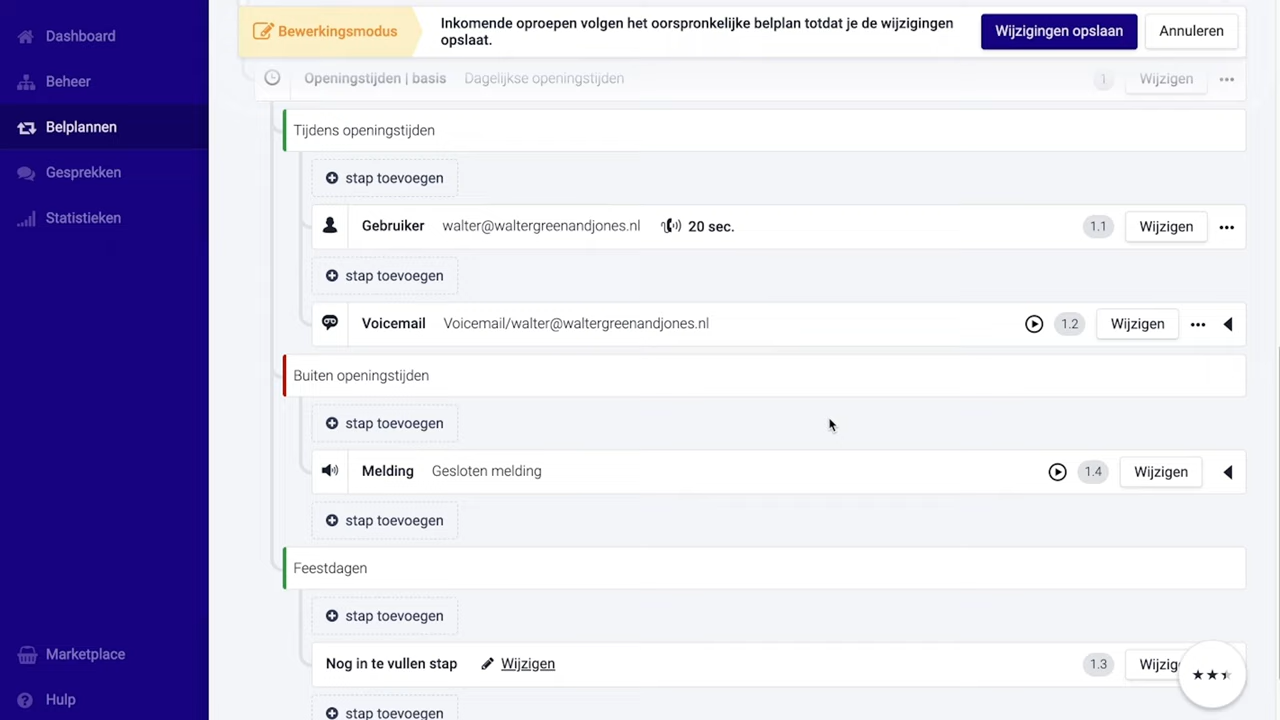 Dashboard
Beheer
Belplannen
Gesprekken
Statistieken
Marketplace
Hulp
Bewerkingsmodus
Inkomende oproepen volgen het oorspronkelijke belplan totdat je de wijzigingen
opslaat.
Wijzigingen opslaan
Annuleren
Openingstijden | basis Dagelijkse openingstijden 1 Wijzigen
Tijdens openingstijden
stap toevoegen
Gebruiker walter@waltergreenandjones.nl 20 sec. 1.1 Wijzigen
stap toevoegen
Voicemail Voicemail/walter@waltergreenandjones.nl 1.2 Wijzigen
Buiten openingstijden
stap toevoegen
Melding Gesloten melding 1.4 Wijzigen
stap toevoegen
Feestdagen
stap toevoegen
Nog in te vullen stap Wijzigen 1.3 Wijzig
stap toevoegen